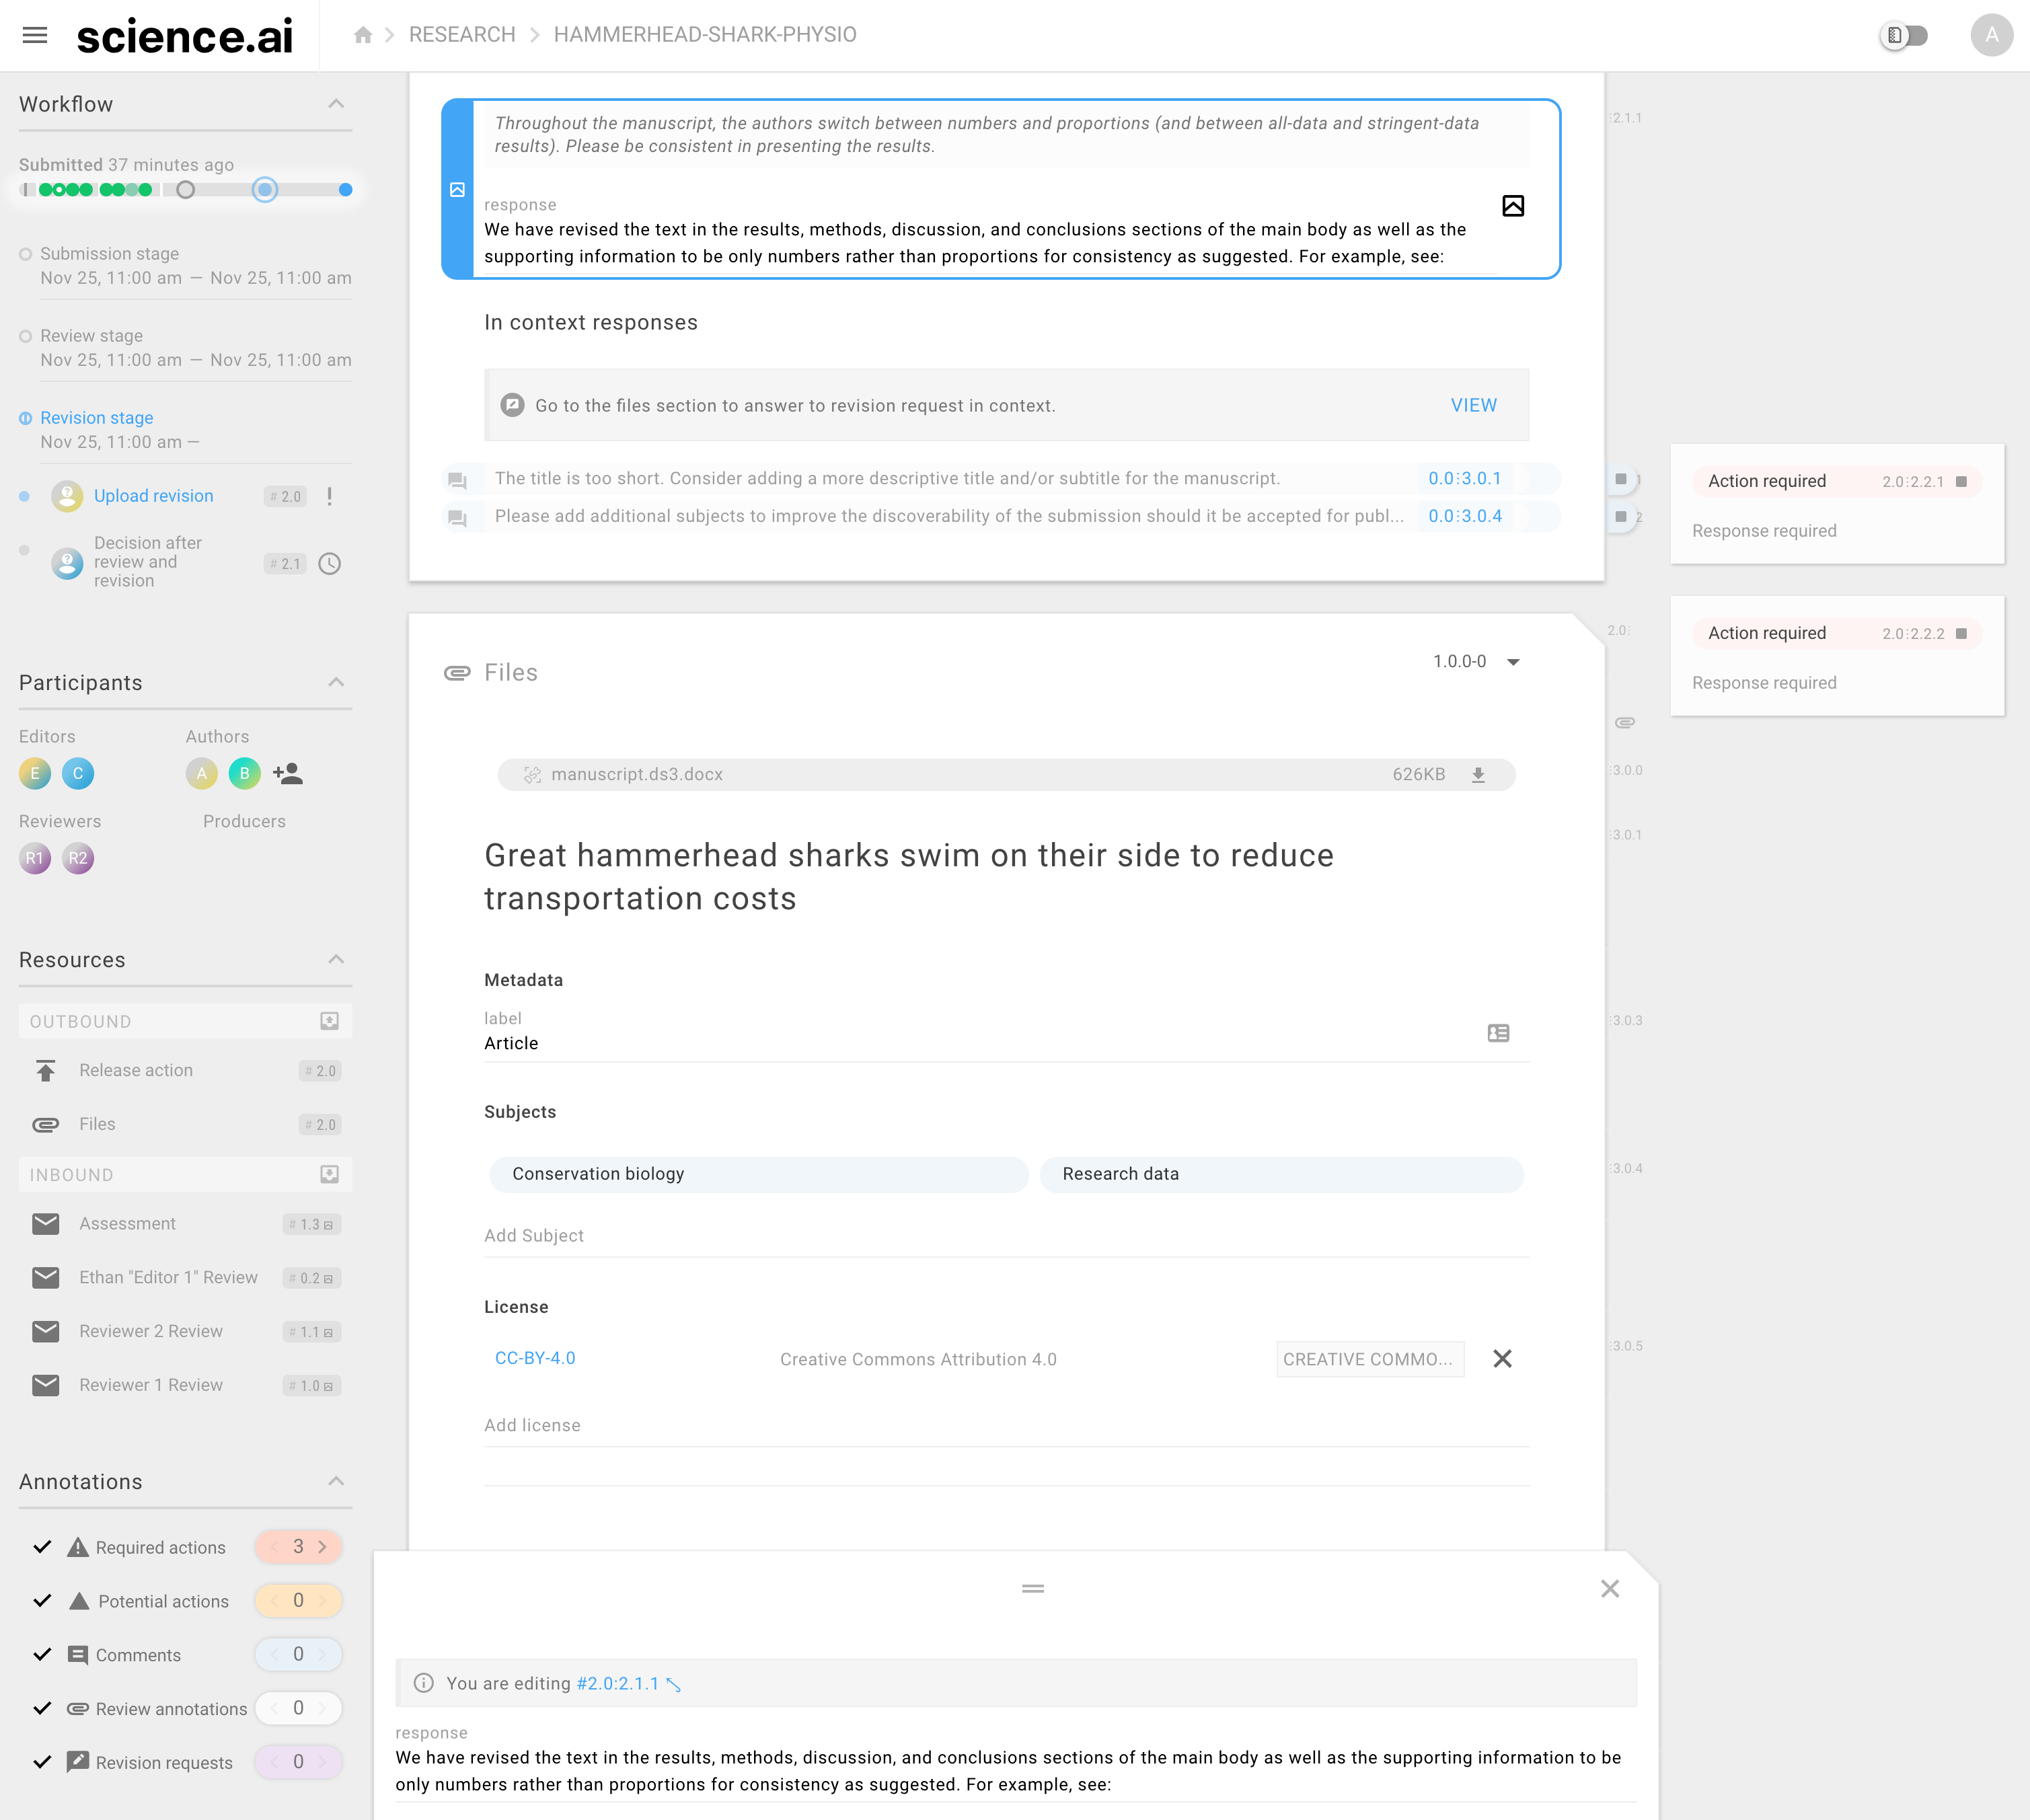 science.ai
RESEARCH
HAMMERHEAD-SHARK-PHYSIO
A
Workflow
Submitted 37 minutes ago
Submission stage
Nov 25, 11:00 am — Nov 25, 11:00 am
Review stage
Nov 25, 11:00 am — Nov 25, 11:00 am
Revision stage
Nov 25, 11:00 am —
Upload revision
# 2.0
Decision after
review and
revision
# 2.1
Participants
Editors
Authors
E
C
A
B
Reviewers
Producers
R1
R2
Resources
OUTBOUND
Release action
# 2.0
Files
# 2.0
INBOUND
Assessment
# 1.3
Ethan "Editor 1" Review
# 0.2
Reviewer 2 Review
# 1.1
Reviewer 1 Review
# 1.0
Annotations
Required actions
3
Potential actions
0
Comments
0
Review annotations
0
Revision requests
0
Throughout the manuscript, the authors switch between numbers and proportions (and between all-data and stringent-data
results). Please be consistent in presenting the results.
response
We have revised the text in the results, methods, discussion, and conclusions sections of the main body as well as the
supporting information to be only numbers rather than proportions for consistency as suggested. For example, see:
In context responses
Go to the files section to answer to revision request in context.
VIEW
The title is too short. Consider adding a more descriptive title and/or subtitle for the manuscript.
0.0⁝3.0.1
Please add additional subjects to improve the discoverability of the submission should it be accepted for publ...
0.0⁝3.0.4
Files
1.0.0-0
manuscript.ds3.docx
626KB
Great hammerhead sharks swim on their side to reduce
transportation costs
Metadata
label
Article
Subjects
Conservation biology
Research data
Add Subject
License
CC-BY-4.0
Creative Commons Attribution 4.0
CREATIVE COMMO...
Add license
You are editing #2.0:2.1.1
response
We have revised the text in the results, methods, discussion, and conclusions sections of the main body as well as the supporting information to be
only numbers rather than proportions for consistency as suggested. For example, see:
⁝2.1.1
1
2
2.0⁝
⁝3.0.0
⁝3.0.1
⁝3.0.3
⁝3.0.4
⁝3.0.5
Action required
2.0⁝2.2.1
Response required
Action required
2.0⁝2.2.2
Response required